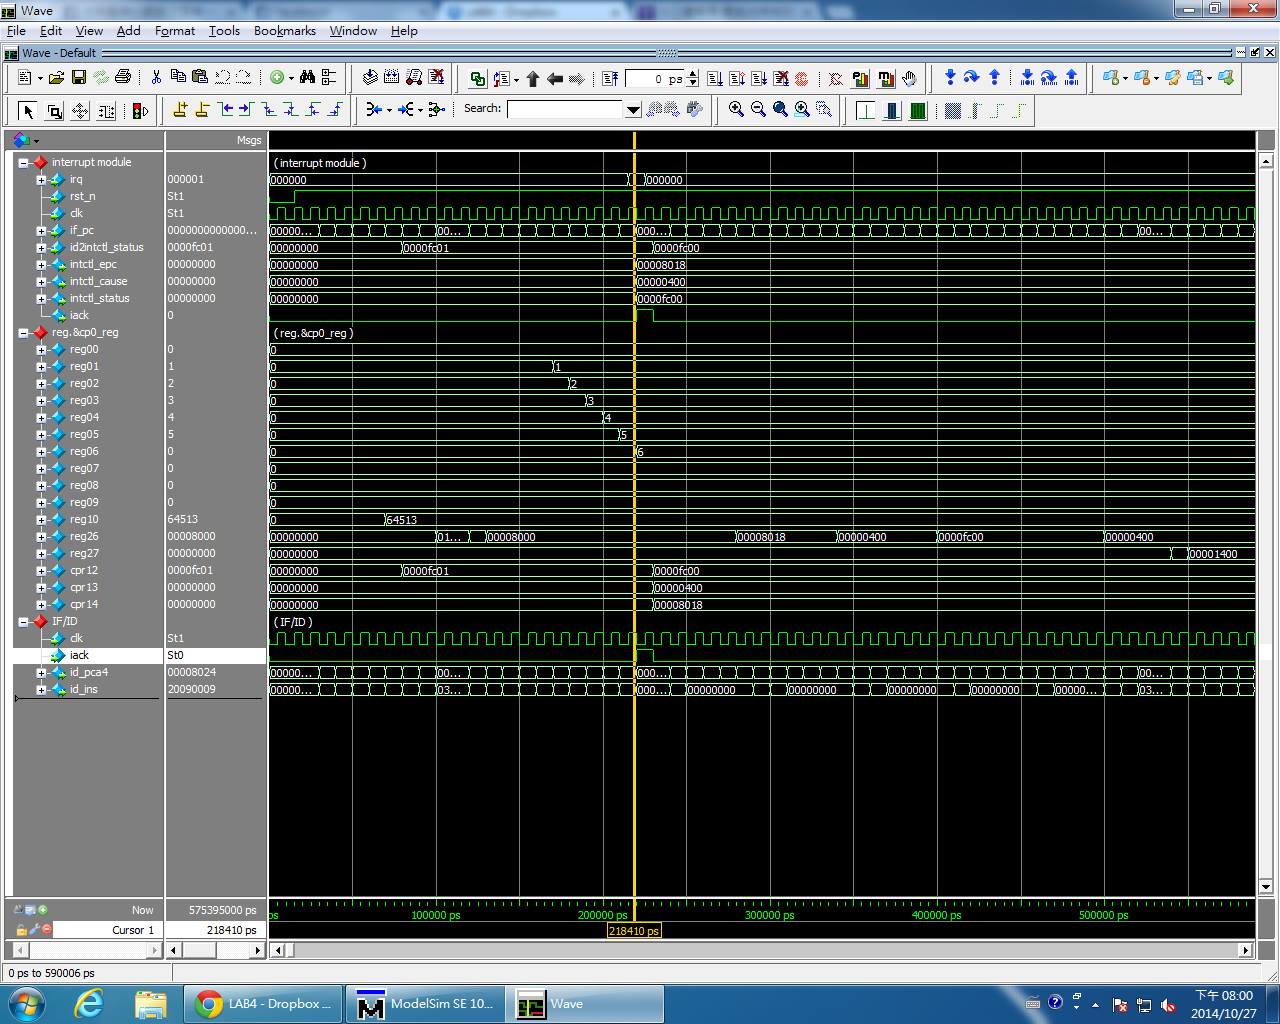 Wave
File Edit View Add Format Tools Bookmarks Window Help
Wave - Default
0 ps
Search:
Msgs
interrupt module
( interrupt module )
irq 000001 000000 000000
rst_n St1
clk St1
if_pc 0000000000000... 00000... 00... 000... 00...
id2intctl_status 0000fc01 00000000 0000fc01 0000fc00
intctl_epc 00000000 00000000 00008018
intctl_cause 00000000 00000000 00000400
intctl_status 00000000 00000000 0000fc00
iack 0
reg.&cp0_reg ( reg.&cp0_reg )
reg00 0 0
reg01 1 0 1
reg02 2 0 2
reg03 3 0 3
reg04 4 0 4
reg05 5 0 5
reg06 0 0 6
reg07 0 0
reg08 0 0
reg09 0 0
reg10 64513 0 64513
reg26 00008000 00000000 01... 00008000 00008018 00000400 0000fc00 00000400
reg27 00000000 00000000 00001400
cpr12 0000fc01 00000000 0000fc01 0000fc00
cpr13 00000000 00000000 00000400
cpr14 00000000 00000000 00008018
IF/ID ( IF/ID )
clk St1
iack St0
id_pca4 00008024 00000... 00... 000... 00...
id_ins 20090009 00000... 03... 000... 00000000 00000000 00000000 00000000 00000... 03...
Now 575395000 ps ps 100000 ps 200000 ps 300000 ps 400000 ps 500000 ps
Cursor 1 218410 ps 218410 ps
0 ps to 590006 ps
LAB4 - Dropbox ... ModelSim SE 10... Wave
下午 08:00
2014/10/27